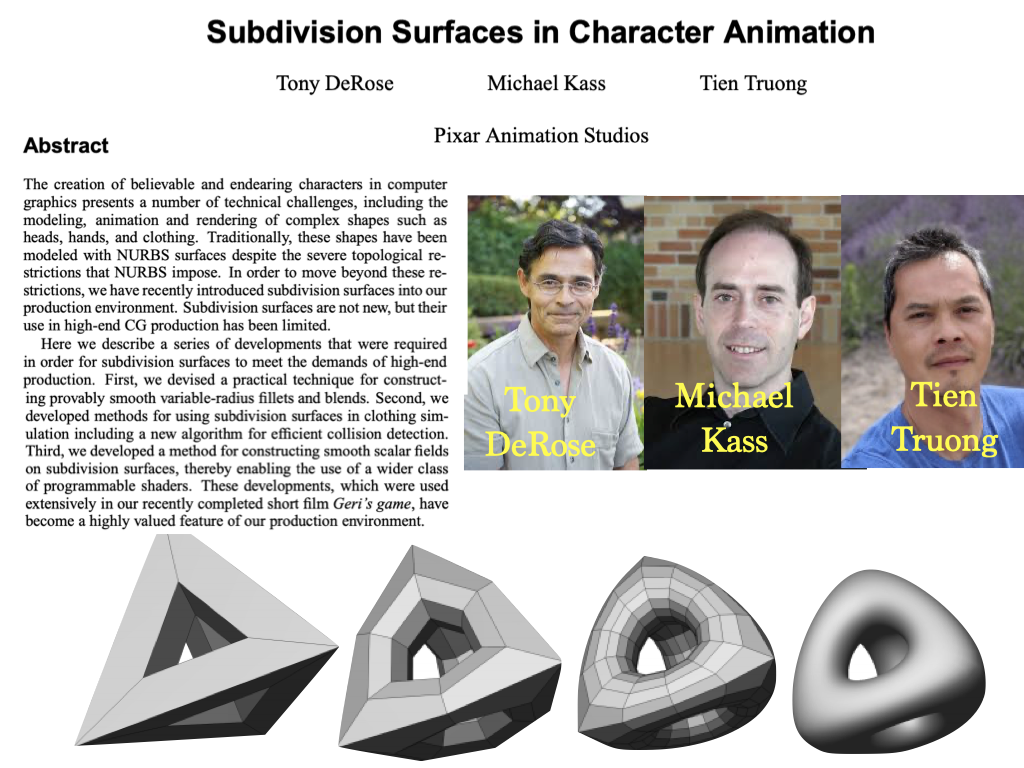 Subdivision Surfaces in Character Animation
Tony DeRose
Michael Kass
Tien Truong
Pixar Animation Studios
Abstract
The creation of believable and endearing characters in computer
graphics presents a number of technical challenges, including the
modeling, animation and rendering of complex shapes such as
heads, hands, and clothing. Traditionally, these shapes have been
modeled with NURBS surfaces despite the severe topological re-
strictions that NURBS impose. In order to move beyond these re-
strictions, we have recently introduced subdivision surfaces into our
production environment. Subdivision surfaces are not new, but their
use in high-end CG production has been limited.
Here we describe a series of developments that were required
in order for subdivision surfaces to meet the demands of high-end
production. First, we devised a practical technique for construct-
ing provably smooth variable-radius fillets and blends. Second, we
developed methods for using subdivision surfaces in clothing sim-
ulation including a new algorithm for efficient collision detection.
Third, we developed a method for constructing smooth scalar fields
on subdivision surfaces, thereby enabling the use of a wider class
of programmable shaders. These developments, which were used
extensively in our recently completed short film Geri's game, have
become a highly valued feature of our production environment.
Tony
DeRose
Michael
Kass
Tien
Truong